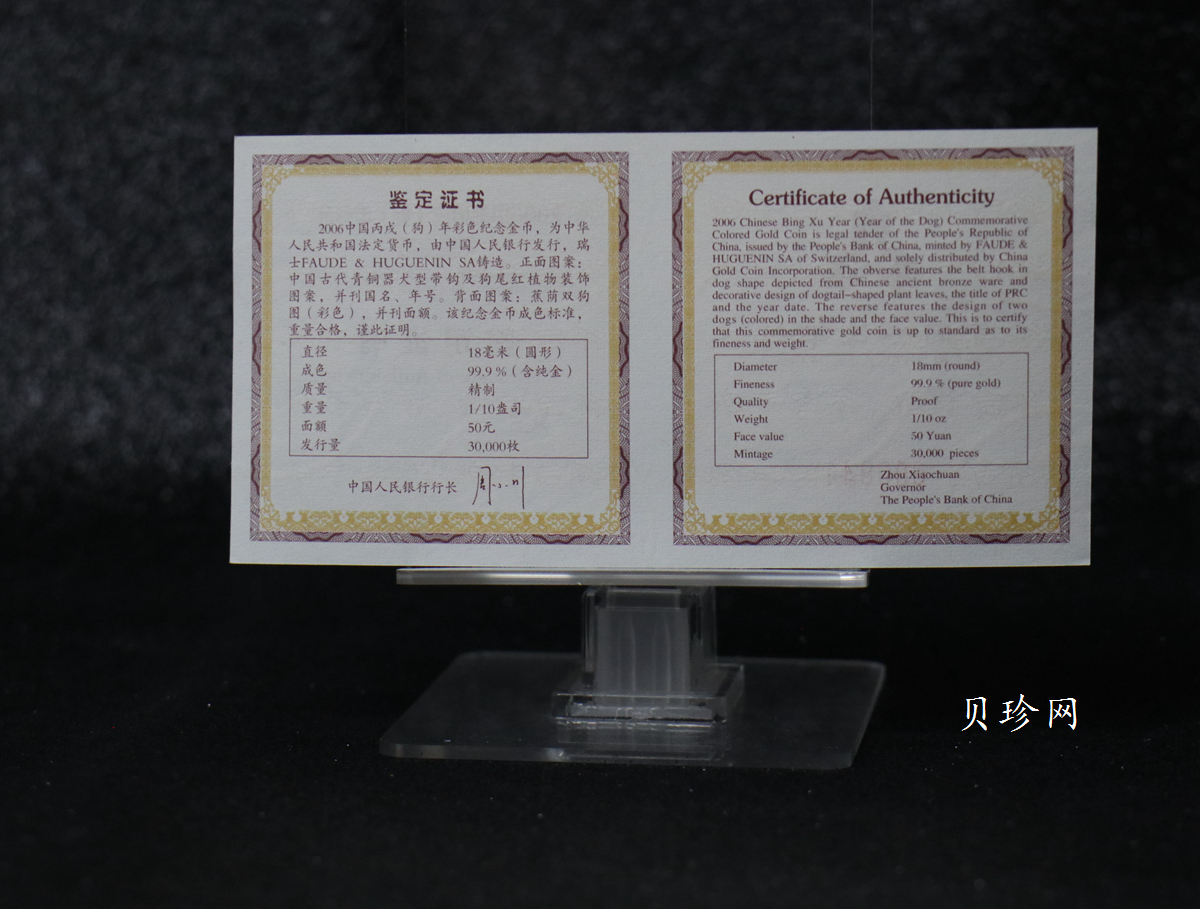 鉴定证书
2006中国丙戌（狗）年彩色纪念金币，为中华
人民共和国法定货币，由中国人民银行发行，瑞
士FAUDE & HUGUENIN SA铸造。正面图案：
中国古代青铜器犬型带钩及狗尾红植物装饰
图案，并刊国名、年号。背面图案：蕉荫双狗
图（彩色），并刊面额。该纪念金币成色标准，
重量合格，谨此证明。
直径 18毫米（圆形）
成色 99.9%（含纯金）
质量 精制
重量 1/10盎司
面额 50元
发行量 30,000枚
中国人民银行行长 周小川
Certificate of Authenticity
2006 Chinese Bing Xu Year (Year of the Dog) Commemorative
Colored Gold Coin is legal tender of the People's Republic of
China, issued by the People's Bank of China, minted by FAUDE &
HUGUENIN SA of Switzerland, and solely distributed by China
Gold Coin Incorporation. The obverse features the belt hook in
dog shape depicted from Chinese ancient bronze ware and
decorative design of dogtail-shaped plant leaves, the title of PRC
and the year date. The reverse features the design of two
dogs (colored) in the shade and the face value. This is to certify
that this commemorative gold coin is up to standard as to its
fineness and weight.
Diameter 18mm (round)
Fineness 99.9 % (pure gold)
Quality Proof
Weight 1/10 oz
Face value 50 Yuan
Mintage 30,000 pieces
Zhou Xiaochuan
Governor
The People's Bank of China
贝珍网